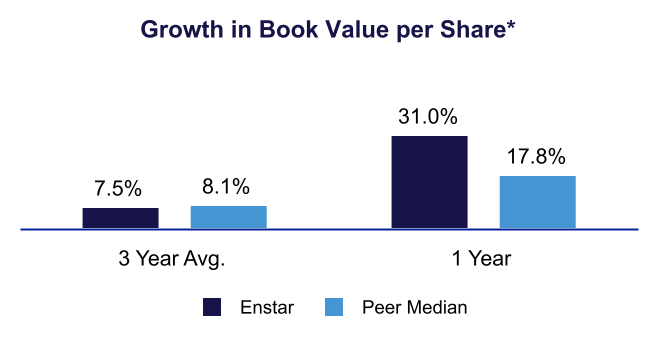 Growth in Book Value per Share*
31.0%
17.8%
7.5%
8.1%
3 Year Avg.
1 Year
Enstar
Peer Median